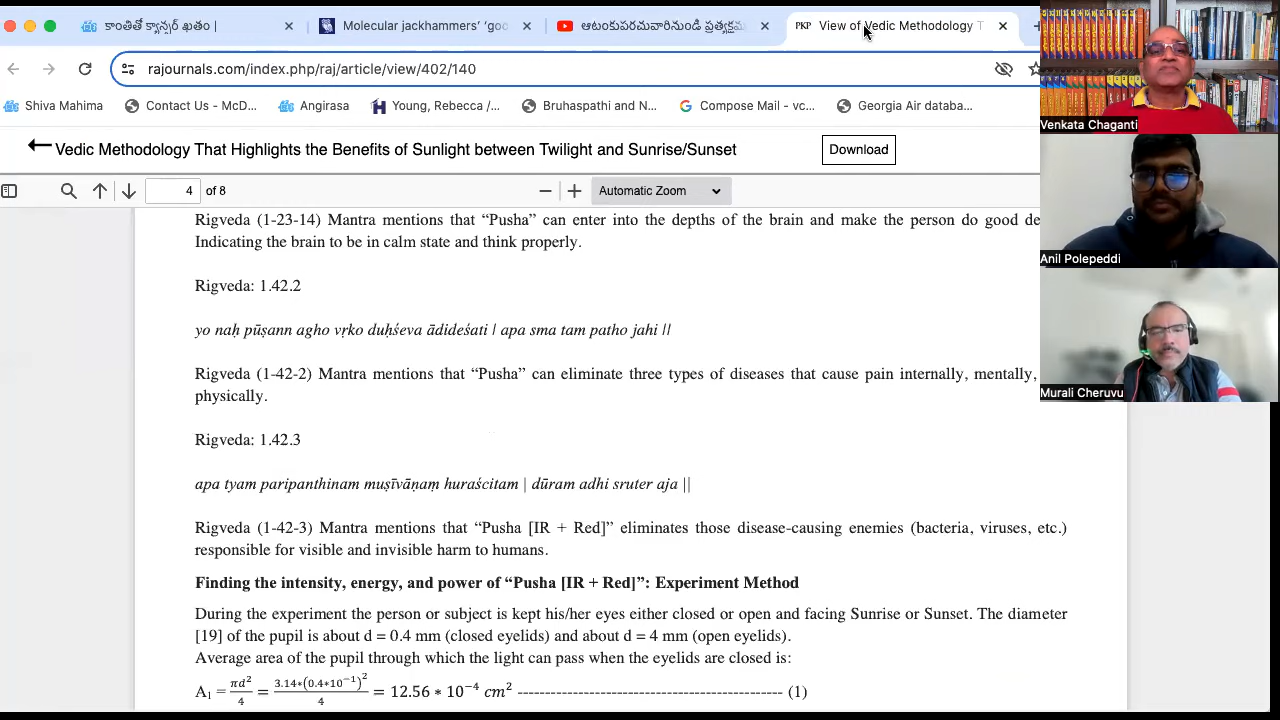 కాంతితో క్యాన్సర్ ఖతం |
Molecular jackhammers' 'goo
ఆటంకుపరచువారినుండి ప్రత్యక్షమ
PKP View of Vedic Methodology T
rajournals.com/index.php/raj/article/view/402/140
Shiva Mahima
Contact Us - McD...
Angirasa
Young, Rebecca /...
Bruhaspathi and N...
Compose Mail - vc...
Georgia Air databa...
Vedic Methodology That Highlights the Benefits of Sunlight between Twilight and Sunrise/Sunset
Download
4 of 8
Automatic Zoom
Rigveda (1-23-14) Mantra mentions that “Pusha” can enter into the depths of the brain and make the person do good de
Indicating the brain to be in calm state and think properly.
Rigveda: 1.42.2
yo naḥ pūṣann agho vṛko duḥśeva ādideśati | apa sma tam patho jahi ||
Rigveda (1-42-2) Mantra mentions that “Pusha” can eliminate three types of diseases that cause pain internally, mentally,
physically.
Rigveda: 1.42.3
apa tyam paripanthinam muṣīvāṇaṃ huraścitam | dūram adhi sruter aja ||
Rigveda (1-42-3) Mantra mentions that “Pusha [IR + Red]” eliminates those disease-causing enemies (bacteria, viruses, etc.)
responsible for visible and invisible harm to humans.
Finding the intensity, energy, and power of “Pusha [IR + Red]”: Experiment Method
During the experiment the person or subject is kept his/her eyes either closed or open and facing Sunrise or Sunset. The diameter
[19] of the pupil is about d = 0.4 mm (closed eyelids) and about d = 4 mm (open eyelids).
Average area of the pupil through which the light can pass when the eyelids are closed is:
A₁ = πd²/4 = 3.14*(0.4*10⁻¹)²/4 = 12.56 * 10⁻⁴ cm² -------------------------------------------- (1)
Venkata Chaganti
Anil Polepeddi
Murali Cheruvu